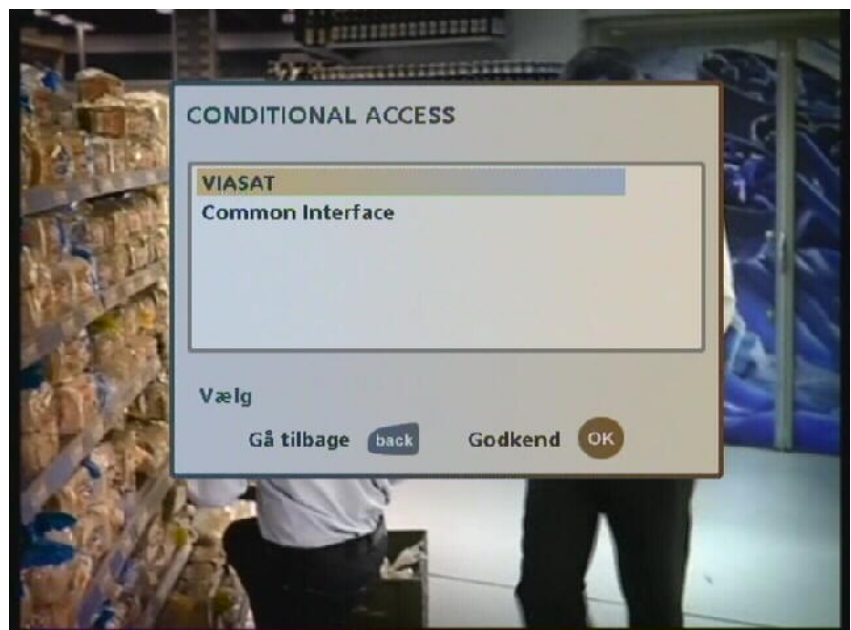 CONDITIONAL ACCESS
VIASAT
Common Interface
Vælg
Gå tilbage back Godkend OK